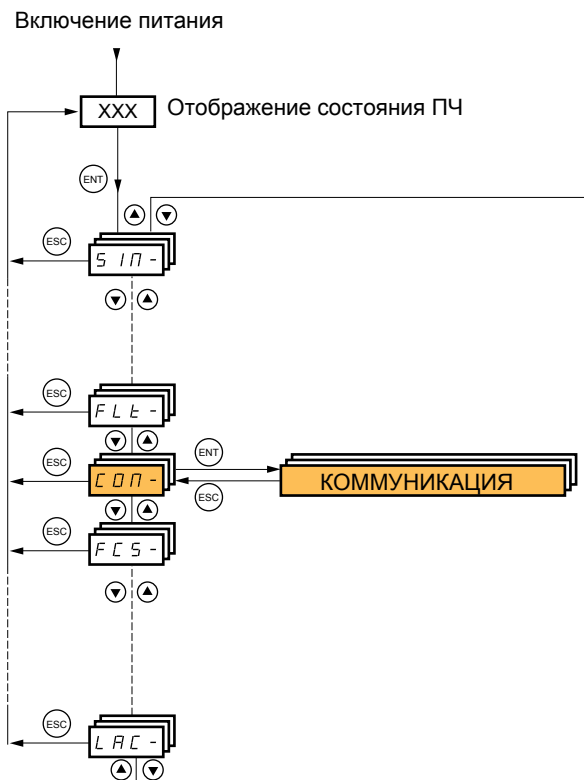 Включение питания
XXX Отображение состояния ПЧ
ENT
ESC
SIM-
ESC
FLt-
ESC
ENT
COM- КОММУНИКАЦИЯ
ESC
ESC
FCS-
ESC
LAC-